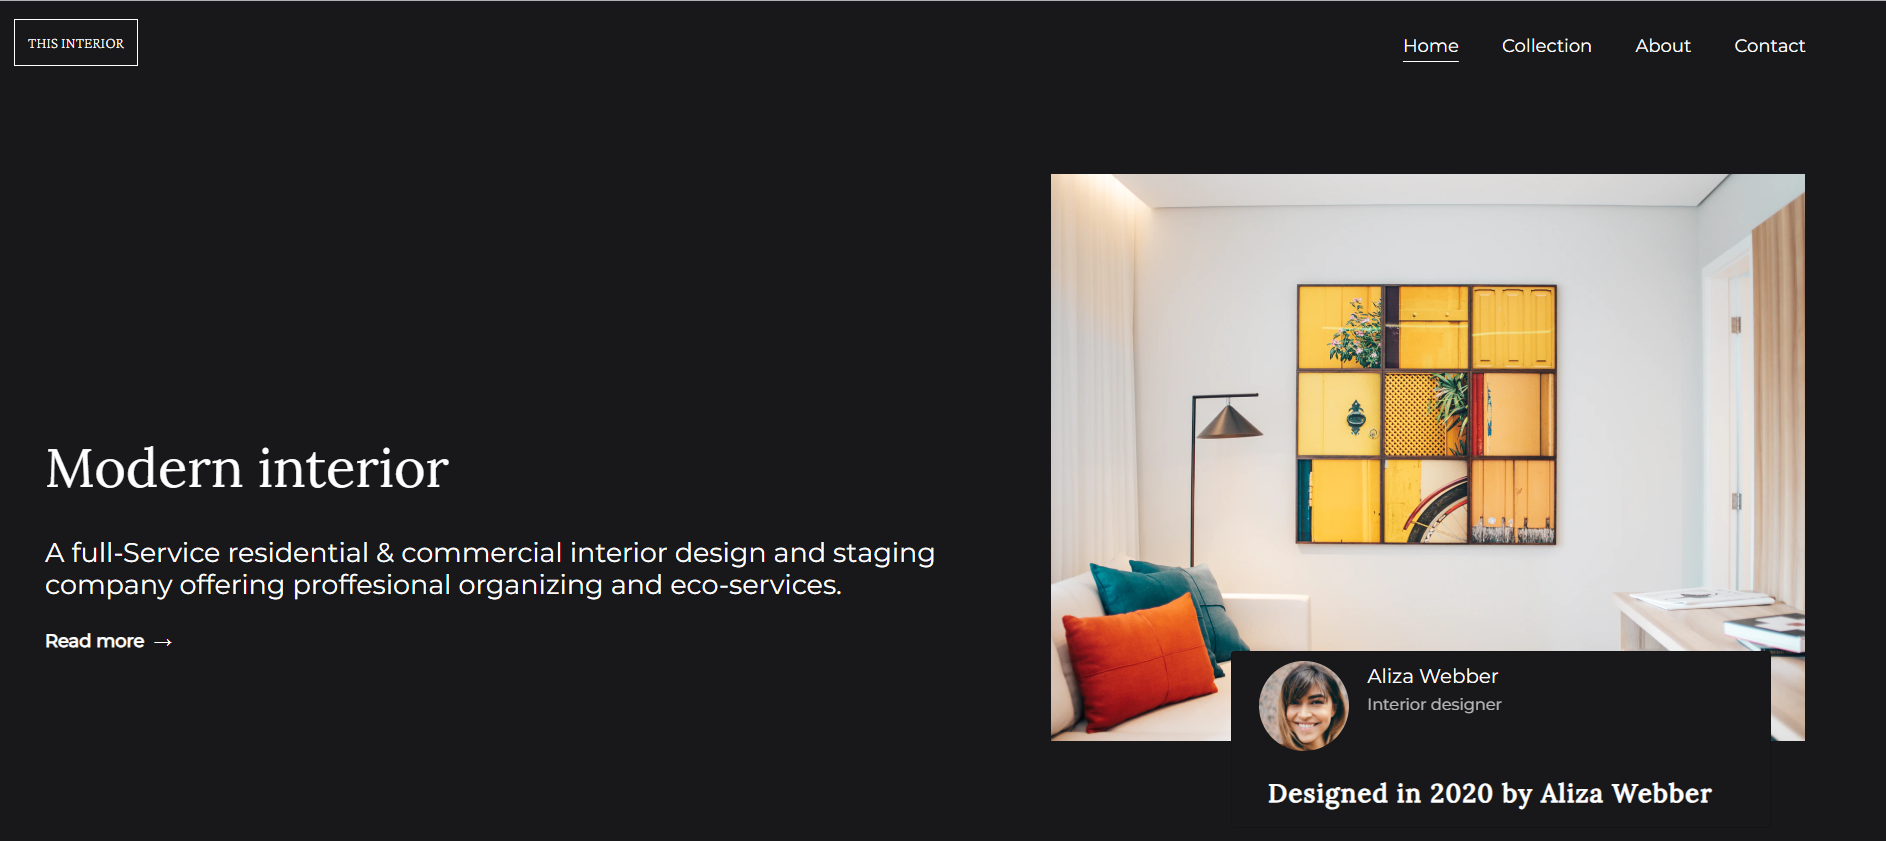 THIS INTERIOR
Home Collection About Contact
Modern interior
A full-Service residential & commercial interior design and staging
company offering proffesional organizing and eco-services.
Read more →
Aliza Webber
Interior designer
Designed in 2020 by Aliza Webber